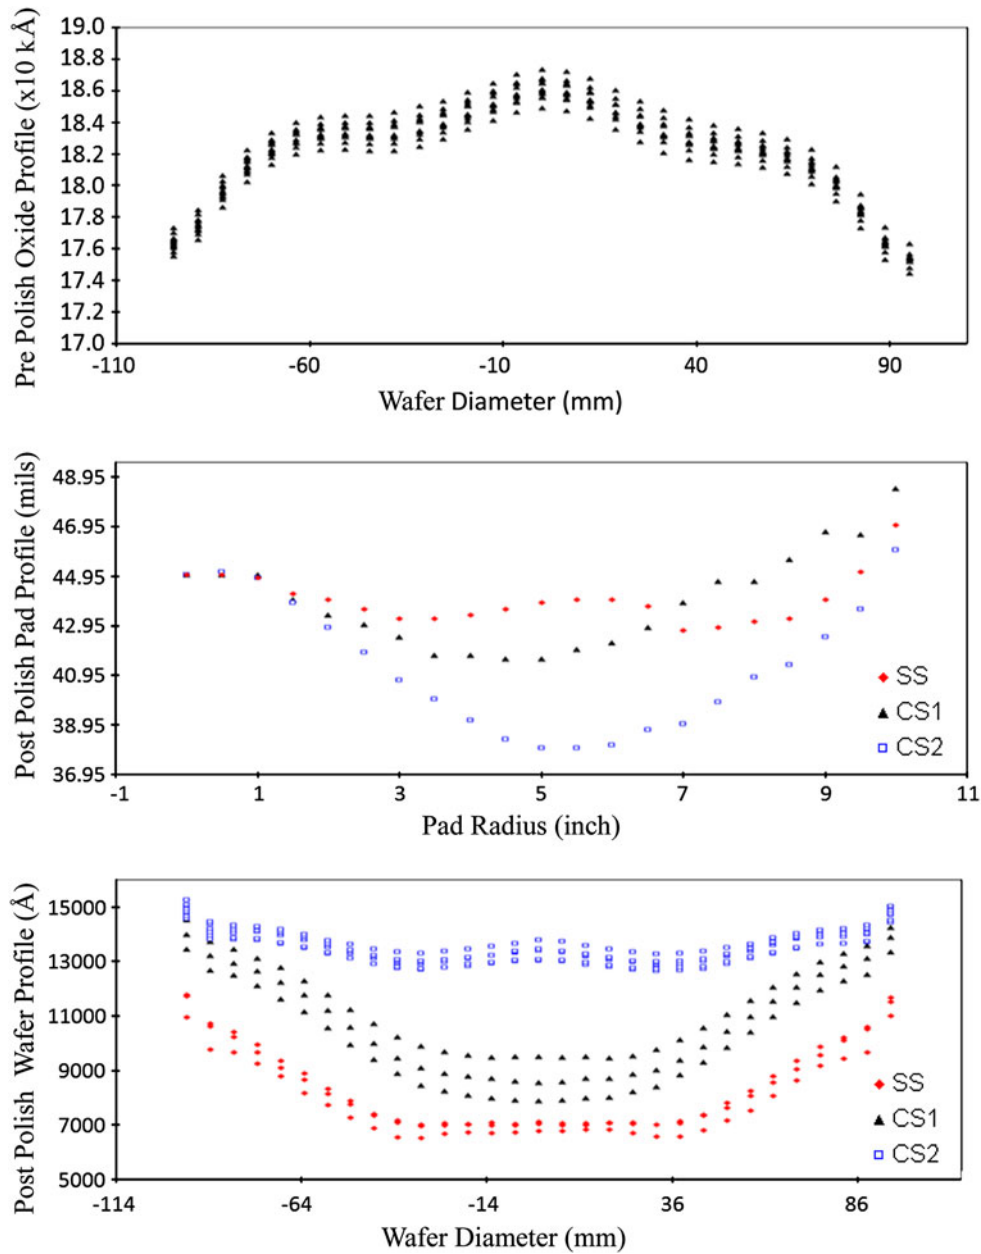 Pre Polish Oxide Profile (x10 kÅ)
19.0
18.8
18.6
18.4
18.2
18.0
17.8
17.6
17.4
17.2
17.0
-110 -60 -10 40 90
Wafer Diameter (mm)
Post Polish Pad Profile (mils)
48.95
46.95
44.95
42.95
40.95
38.95
36.95
SS
CS1
CS2
-1 1 3 5 7 9 11
Pad Radius (inch)
Post Polish Wafer Profile (Å)
15000
13000
11000
9000
7000
5000
SS
CS1
CS2
-114 -64 -14 36 86
Wafer Diameter (mm)